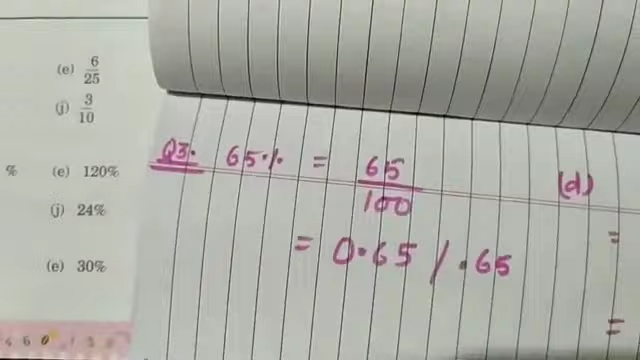 (e) 6/25
(j) 3/10
% (e) 120%
(j) 24%
(e) 30%
Q3. 65% = 65/100
= 0.65 / .65
(d)
=
=